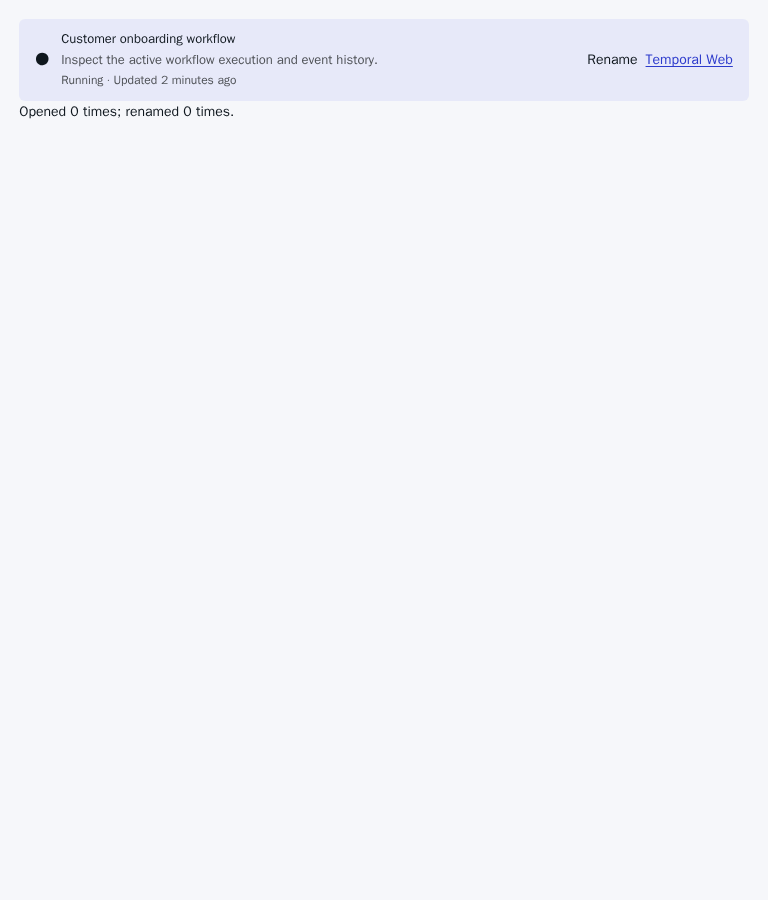 Customer onboarding workflow
Inspect the active workflow execution and event history.
Running · Updated 2 minutes ago
Rename Temporal Web
Opened 0 times; renamed 0 times.